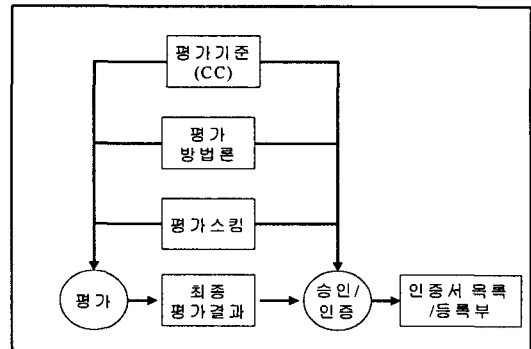 평가기준
(CC)
평가
방법론
평가스킴
평가
최종
평가결과
승인/
인증
인증서 목록
/등록부